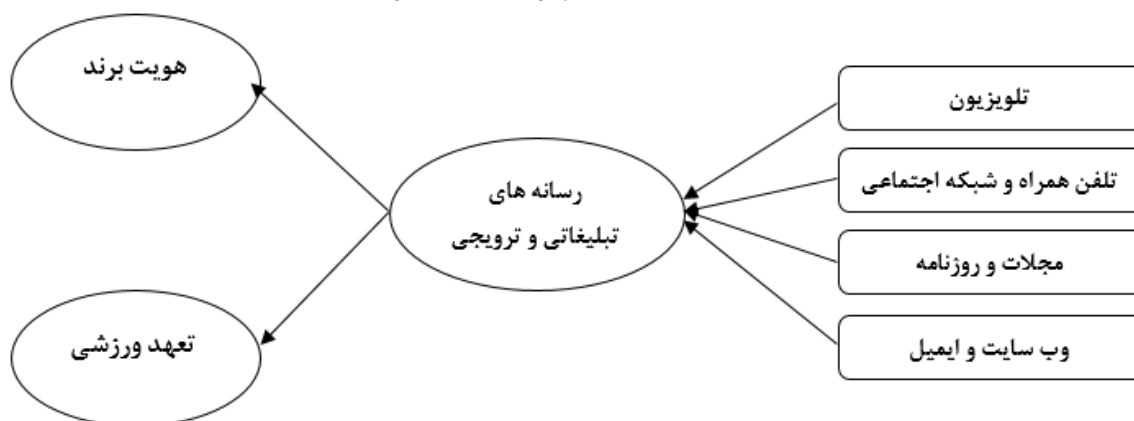 هویت برند
تلویزیون
تلفن همراه و شبکه اجتماعی
رسانه های
تبلیغاتی و ترویجی
مجلات و روزنامه
تعهد ورزشی
وب سایت و ایمیل